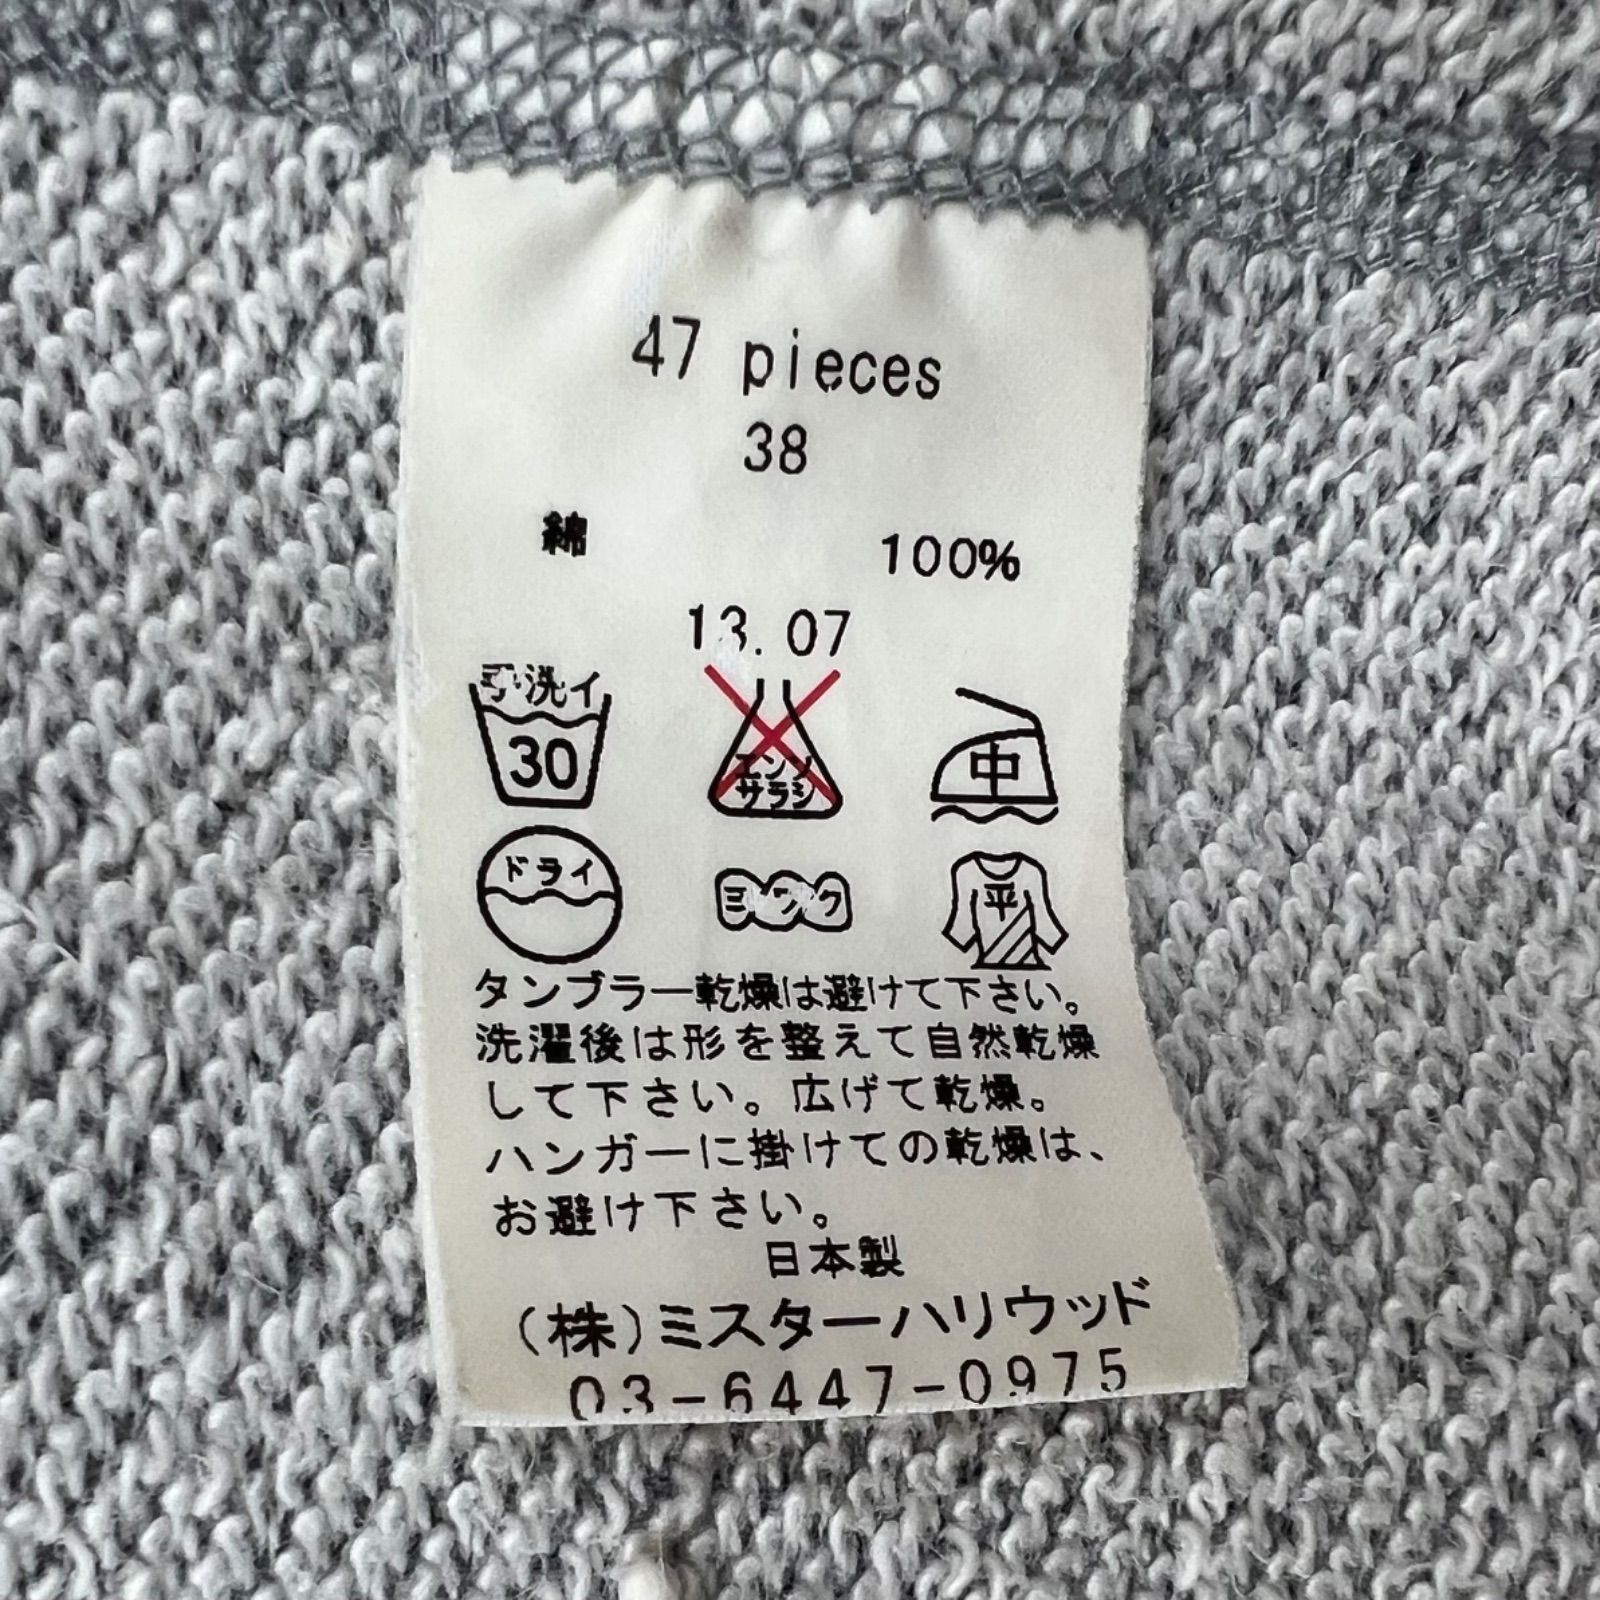 47 pieces
38
綿 100%
13.07
手洗イ
30
エンソ
サラシ
中
ドライ
ヨワク
平
タンブラー乾燥は避けて下さい。
洗濯後は形を整えて自然乾燥
して下さい。広げて乾燥。
ハンガーに掛けての乾燥は、
お避け下さい。
日本製
(株)ミスターハリウッド
03-6447-0975